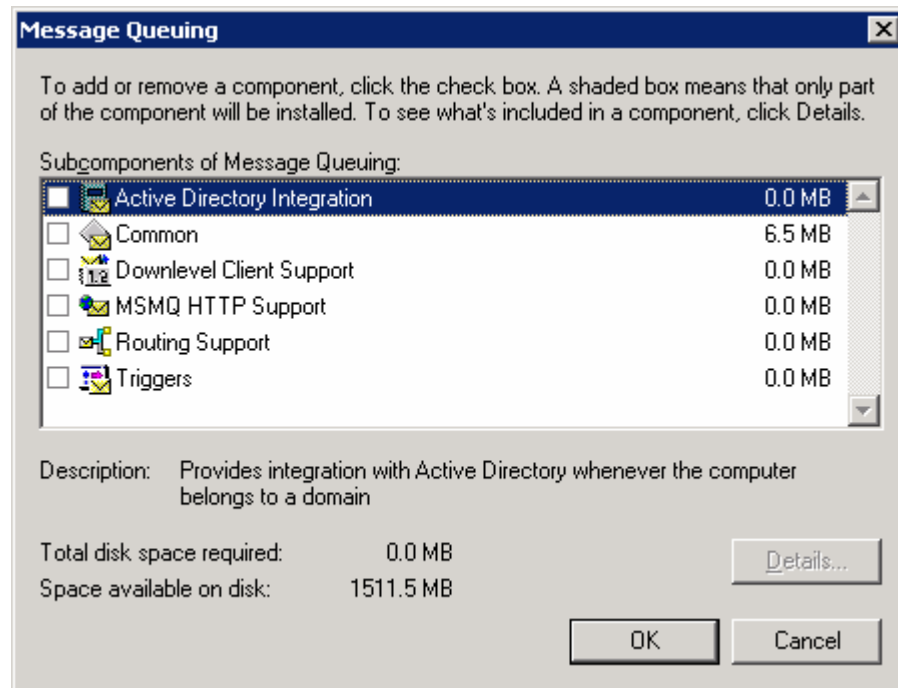 Message Queuing
To add or remove a component, click the check box. A shaded box means that only part
of the component will be installed. To see what's included in a component, click Details.
Subcomponents of Message Queuing:
Active Directory Integration 0.0 MB
Common 6.5 MB
Downlevel Client Support 0.0 MB
MSMQ HTTP Support 0.0 MB
Routing Support 0.0 MB
Triggers 0.0 MB
Description: Provides integration with Active Directory whenever the computer
belongs to a domain
Total disk space required: 0.0 MB
Space available on disk: 1511.5 MB
Details...
OK Cancel